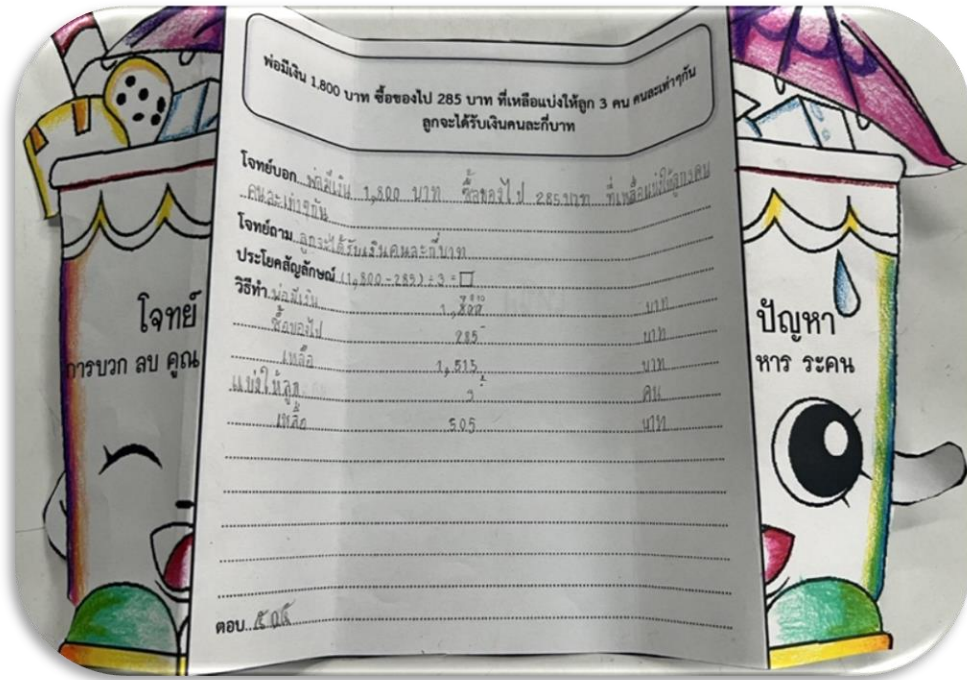 พ่อมีเงิน 1,800 บาท ซื้อของไป 285 บาท ที่เหลือแบ่งให้ลูก 3 คน คนละเท่าๆกัน
ลูกจะได้รับเงินคนละกี่บาท
โจทย์บอก พ่อมีเงิน 1,800 บาท ซื้อของไป 285 บาท ที่เหลือแบ่งให้ลูก 3 คน
คนละเท่าๆกัน
โจทย์ถาม ลูกจะได้รับเงินคนละกี่บาท
ประโยคสัญลักษณ์ (1,800-285)÷3=□
วิธีทำ พ่อมีเงิน 1,800 บาท
ซื้อของไป 285 - บาท
เหลือ 1,515 บาท
แบ่งให้ลูก 3 ÷ คน
เหลือ 505 บาท
ตอบ ๕๐๕
โจทย์
การบวก ลบ คูณ
ปัญหา
หาร ระคน